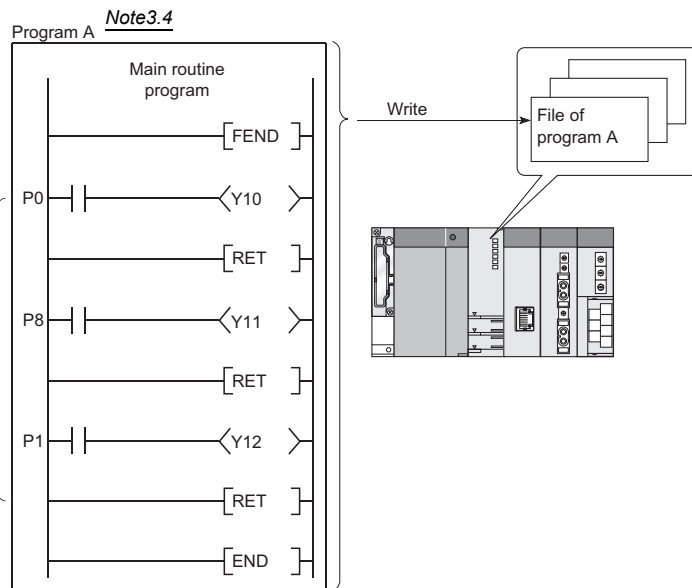 Note3.4
Program A
Main routine
program
FEND
P0
Y10
RET
P8
Y11
RET
P1
Y12
RET
END
Write
File of
program A